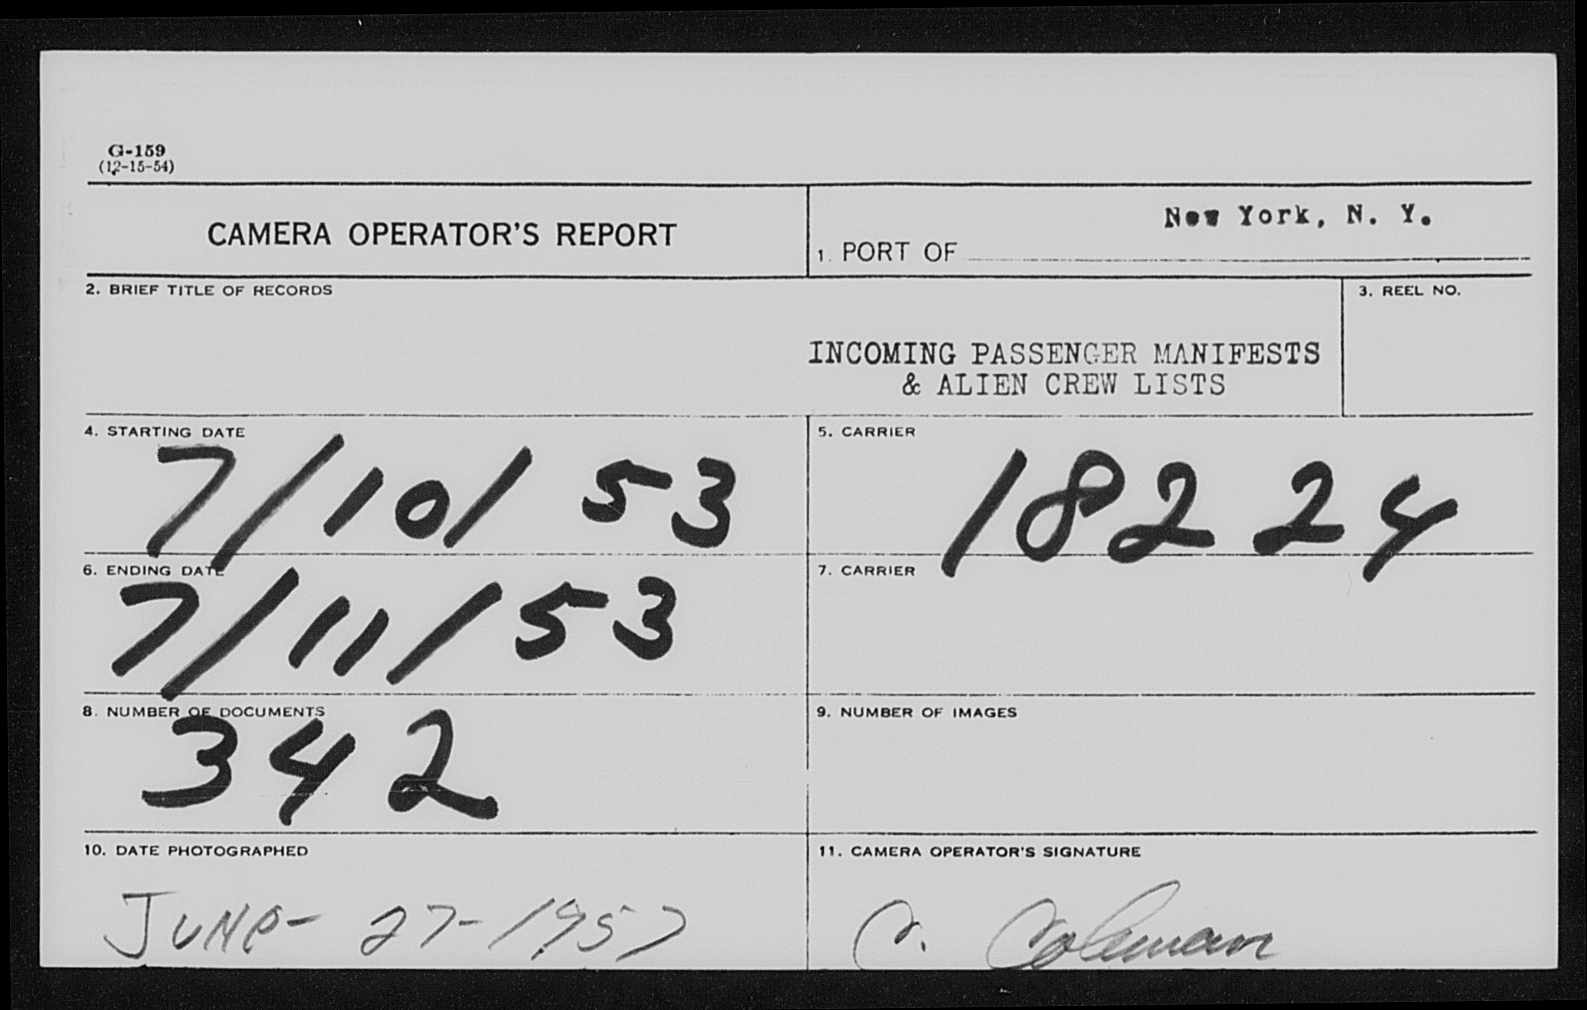 G-159
(12-15-54)
CAMERA OPERATOR'S REPORT
New York, N. Y.
1. PORT OF
2. BRIEF TITLE OF RECORDS
3. REEL NO.
INCOMING PASSENGER MANIFESTS
& ALIEN CREW LISTS
4. STARTING DATE
7/10/53
5. CARRIER
18224
6. ENDING DATE
7/11/53
7. CARRIER
8. NUMBER OF DOCUMENTS
342
9. NUMBER OF IMAGES
10. DATE PHOTOGRAPHED
JUNE- 27-1957
11. CAMERA OPERATOR'S SIGNATURE
C. Coleman